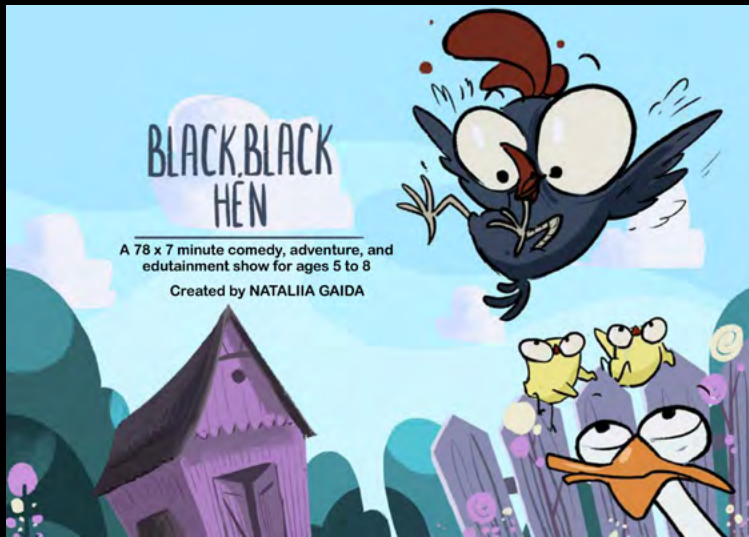 BLACK,BLACK
HEN
A 78 x 7 minute comedy, adventure, and
edutainment show for ages 5 to 8
Created by NATALIIA GAIDA